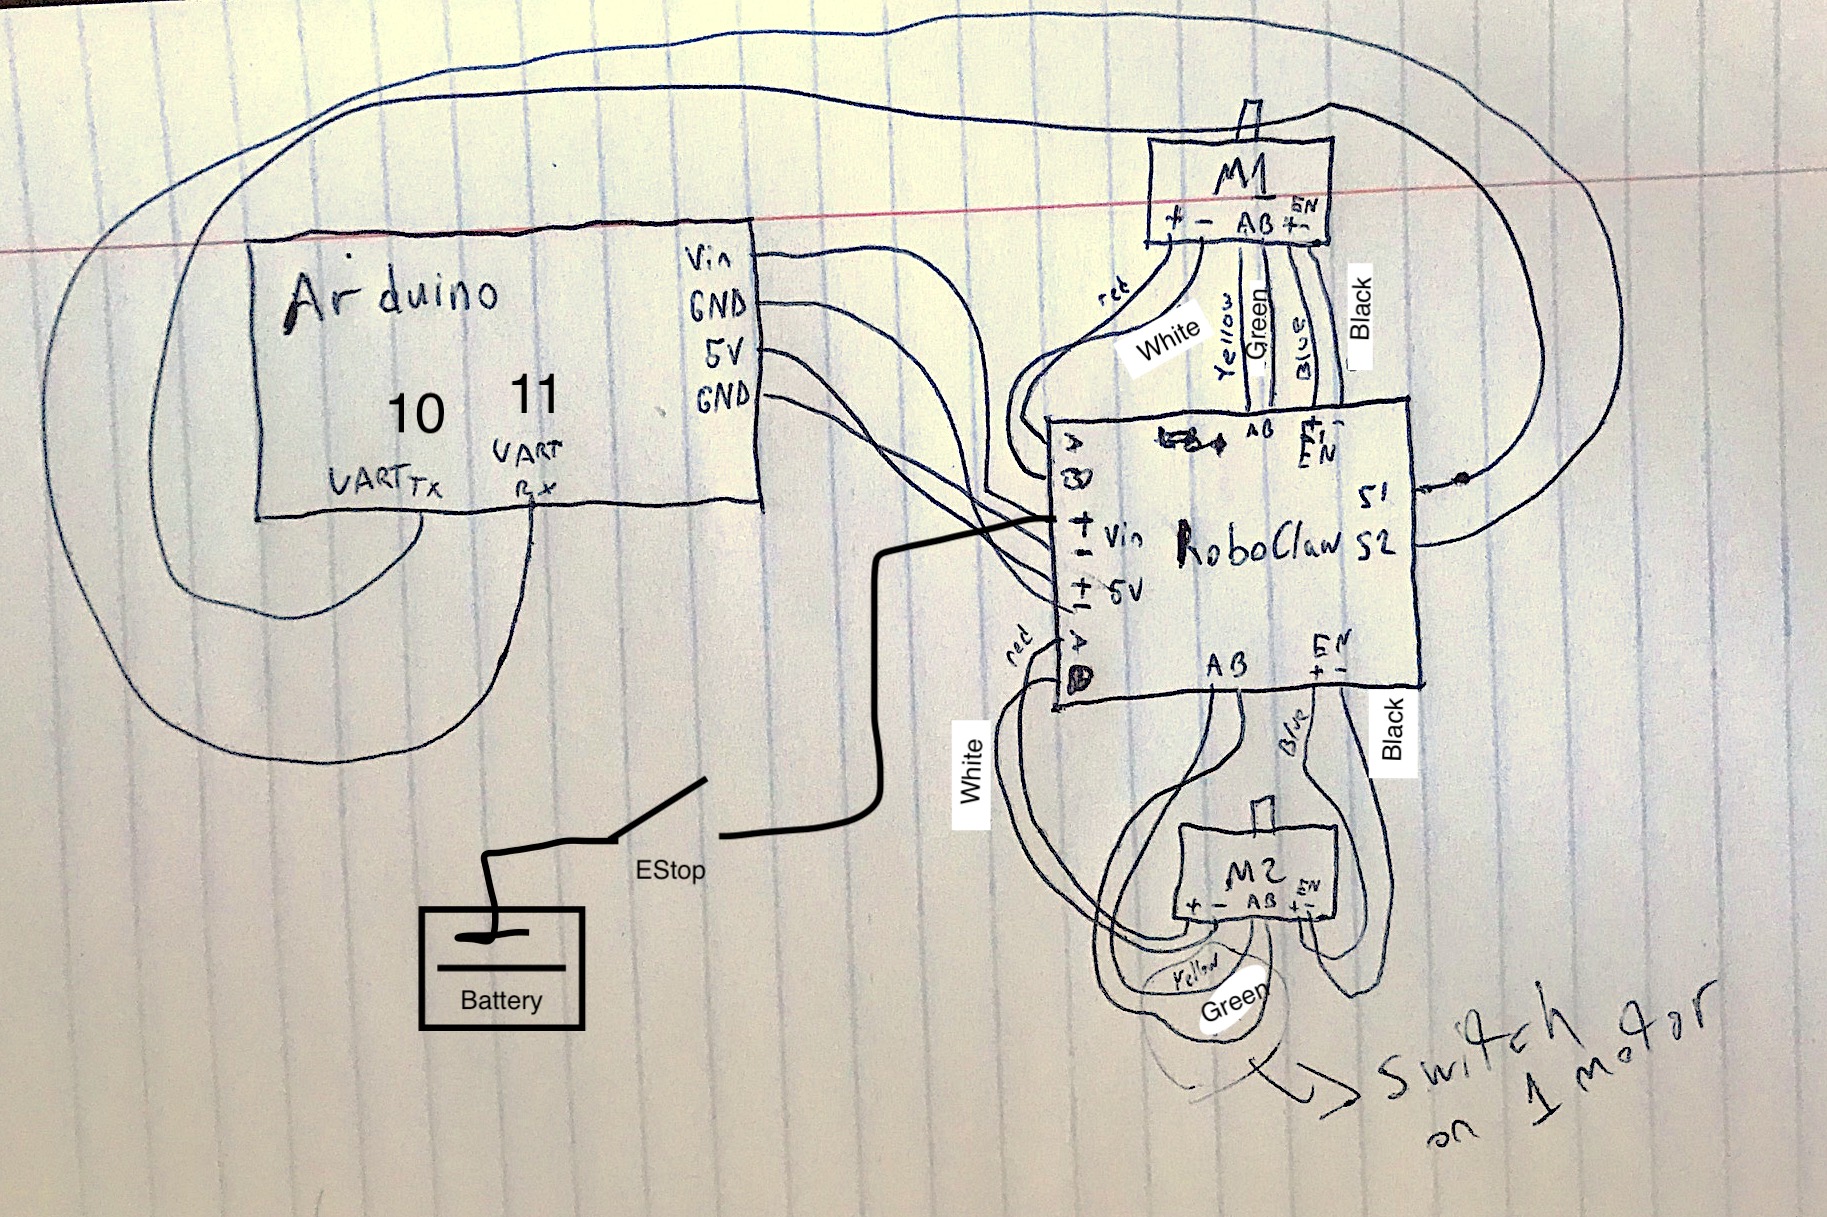 M1
+ - AB +- EN
red
White
Yellow
Green
Blue
Black
Arduino
Vin
GND
5V
GND
10
11
UART TX
UART RX
A
B
AB
+ -
EN
S1
S2
RoboClaw
+
- Vin
+ 5V
-
A
B
red
White
A B
EN
+ -
Blue
Black
M2
+ - AB +- EN
Yellow
Green
EStop
Battery
Switch
on 1 motor